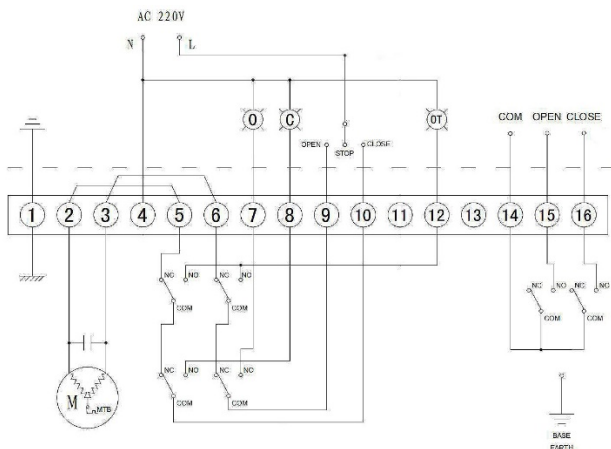 AC 220V
N L
O C OT
OPEN STOP CLOSE
COM OPEN CLOSE
1 2 3 4 5 6 7 8 9 10 11 12 13 14 15 16
NC NO NC NO
COM COM
NC NO NC NO
COM COM
NC NO NC NO
COM COM
M MTB
BASE
EARTH